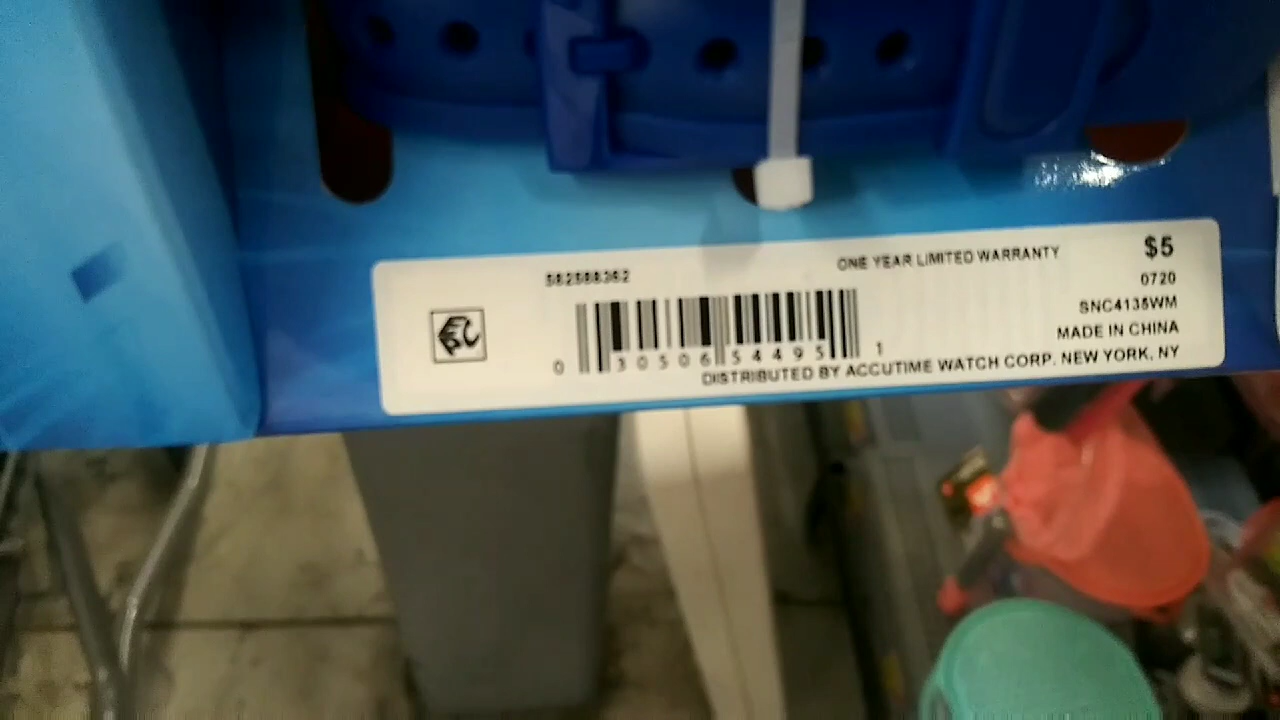 $5
582588362 ONE YEAR LIMITED WARRANTY
0720
SNC4135WM
MADE IN CHINA
0 30506 54495 1
DISTRIBUTED BY ACCUTIME WATCH CORP. NEW YORK, NY